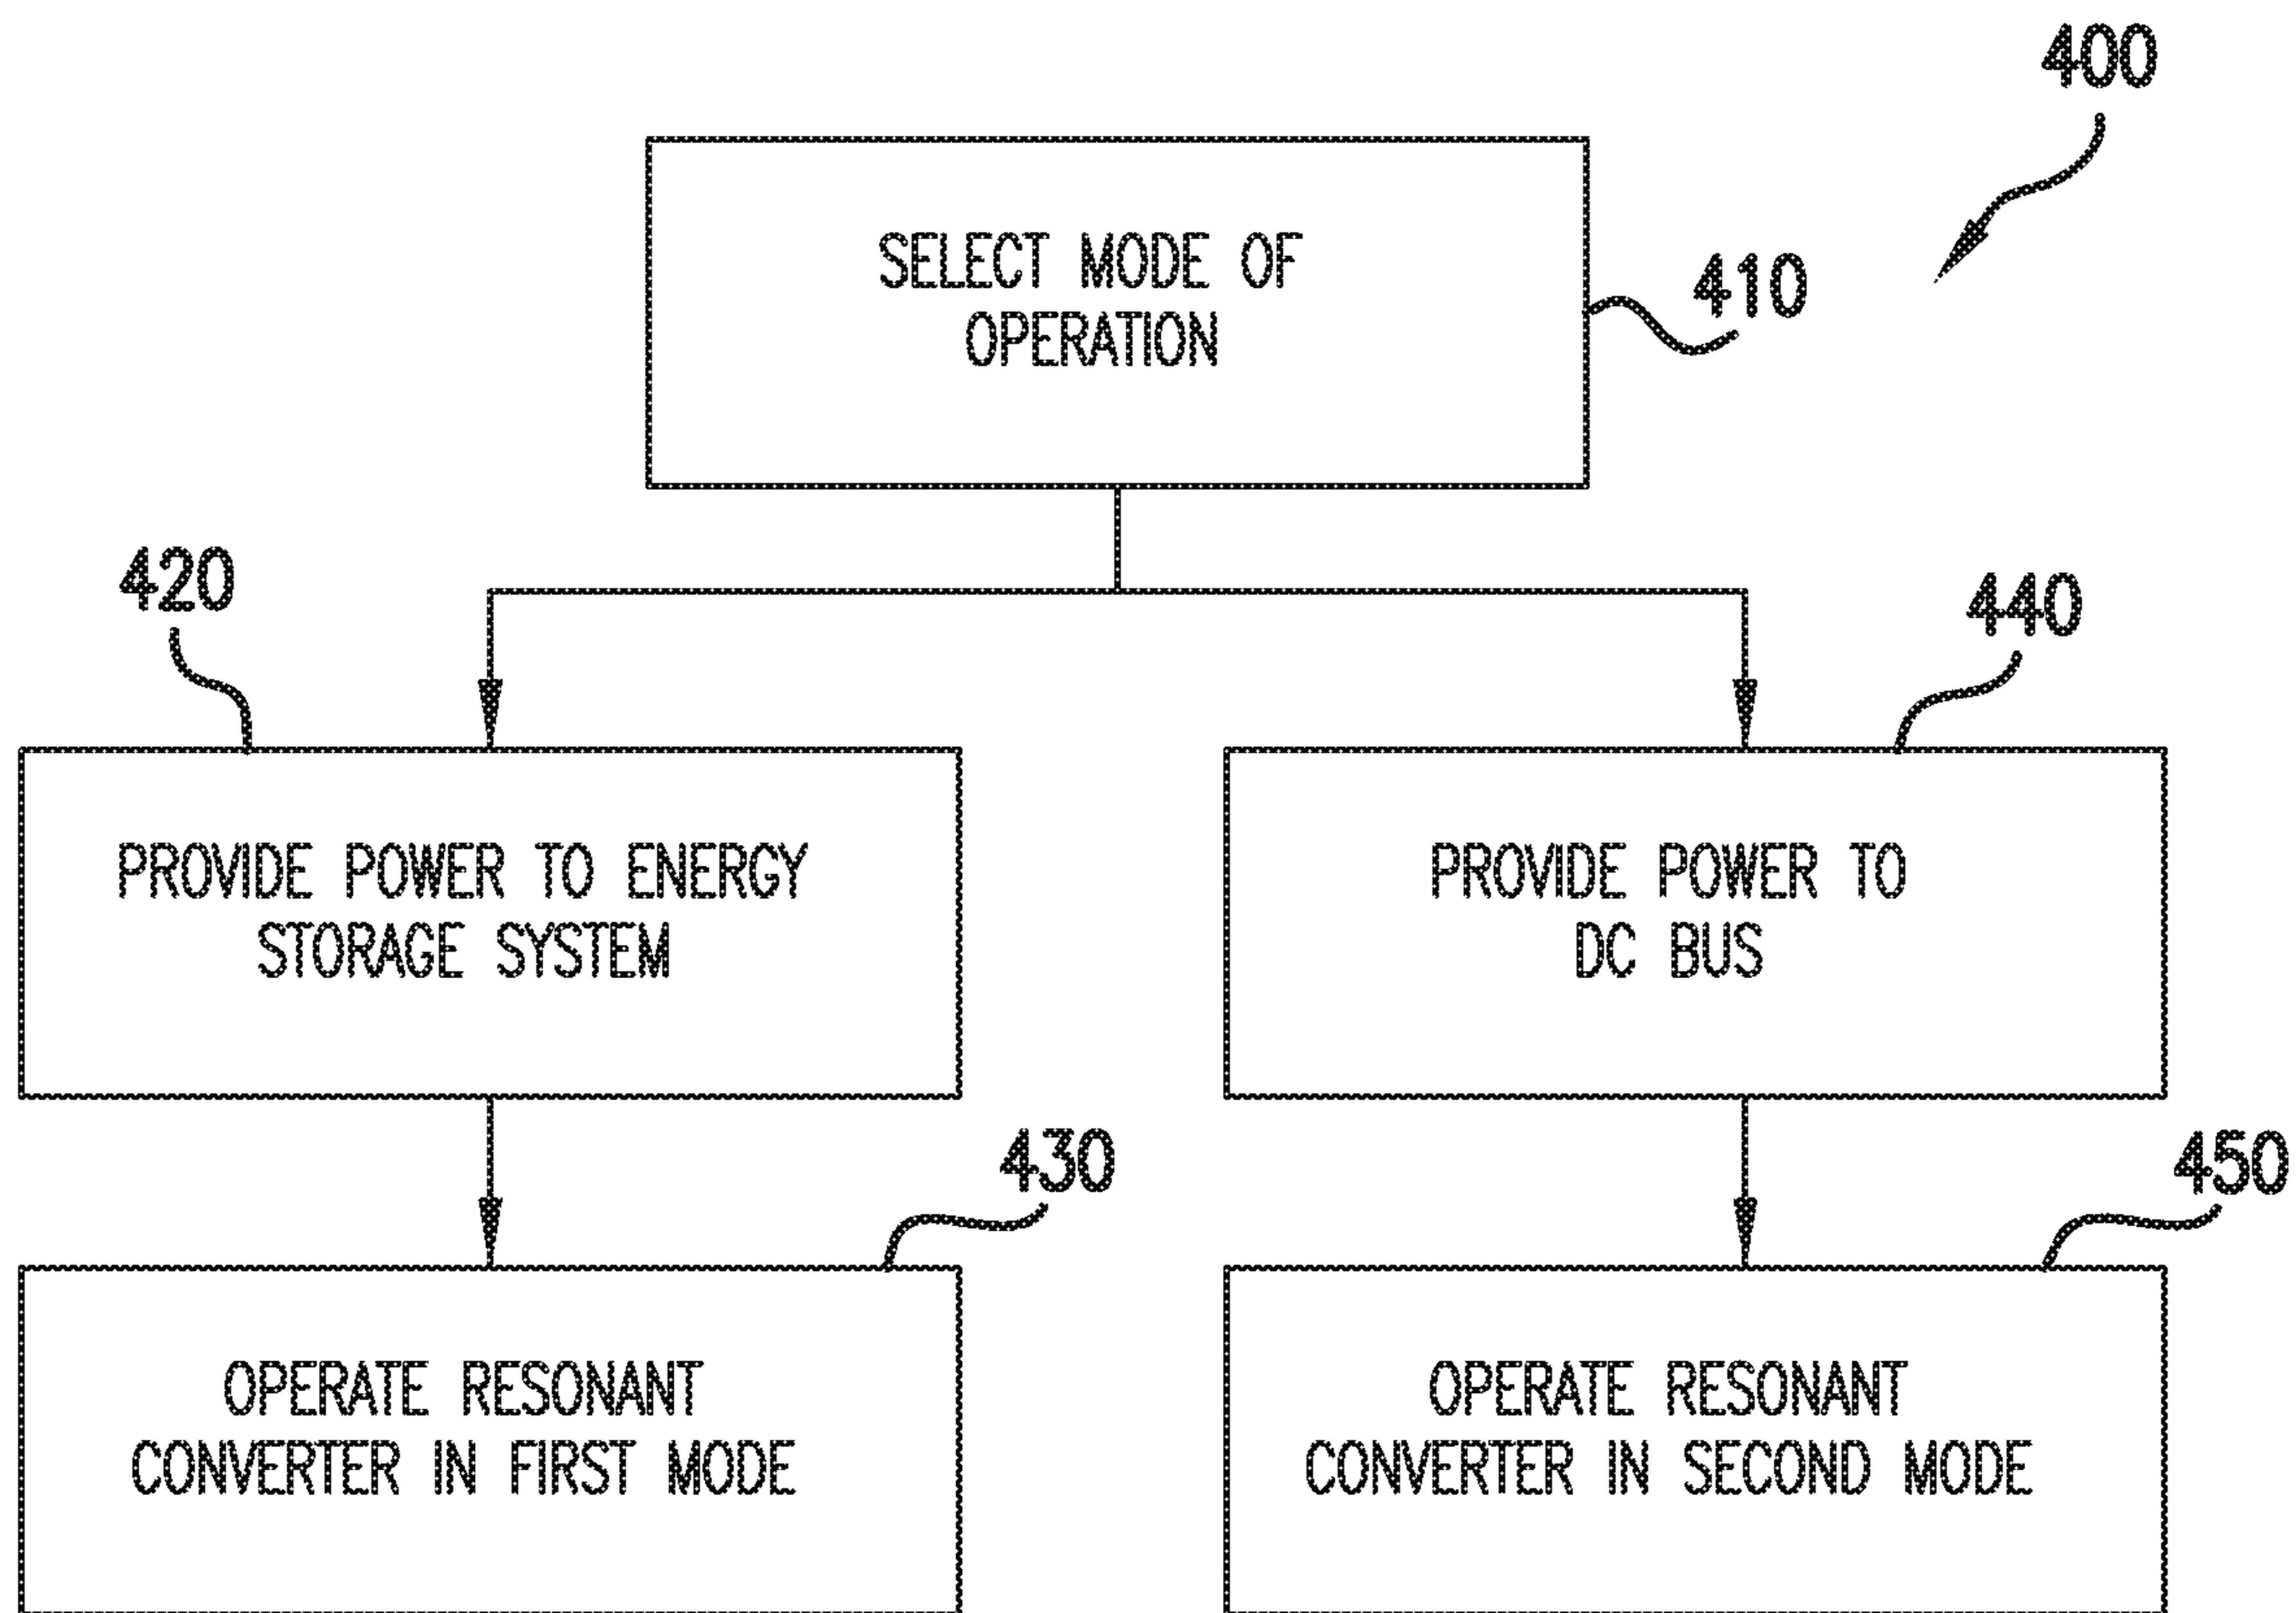 400
SELECT MODE OF
OPERATION
410
420
440
PROVIDE POWER TO ENERGY
STORAGE SYSTEM
PROVIDE POWER TO
DC BUS
430
450
OPERATE RESONANT
CONVERTER IN FIRST MODE
OPERATE RESONANT
CONVERTER IN SECOND MODE